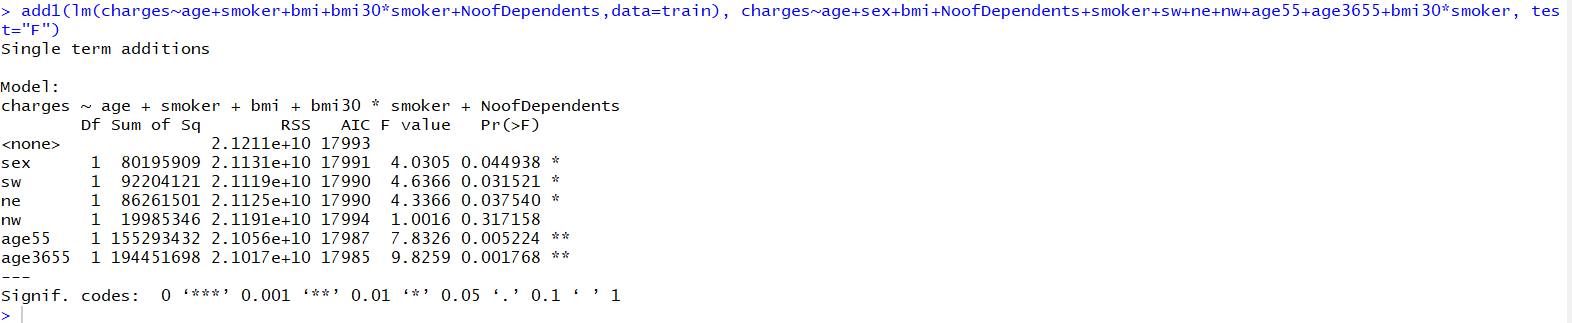 > add1(lm(charges~age+smoker+bmi+bmi30*smoker+NoofDependents,data=train), charges~age+sex+bmi+NoofDependents+smoker+sw+ne+nw+age55+age3655+bmi30*smoker, tes
t="F")
Single term additions

Model:
charges ~ age + smoker + bmi + bmi30 * smoker + NoofDependents
        Df Sum of Sq        RSS   AIC F value   Pr(>F)
<none>               2.1211e+10 17993
sex      1  80195909 2.1131e+10 17991  4.0305 0.044938 *
sw       1  92204121 2.1119e+10 17990  4.6366 0.031521 *
ne       1  86261501 2.1125e+10 17990  4.3366 0.037540 *
nw       1  19985346 2.1191e+10 17994  1.0016 0.317158
age55    1 155293432 2.1056e+10 17987  7.8326 0.005224 **
age3655  1 194451698 2.1017e+10 17985  9.8259 0.001768 **
---
Signif. codes:  0 ‘***’ 0.001 ‘**’ 0.01 ‘*’ 0.05 ‘.’ 0.1 ‘ ’ 1
>